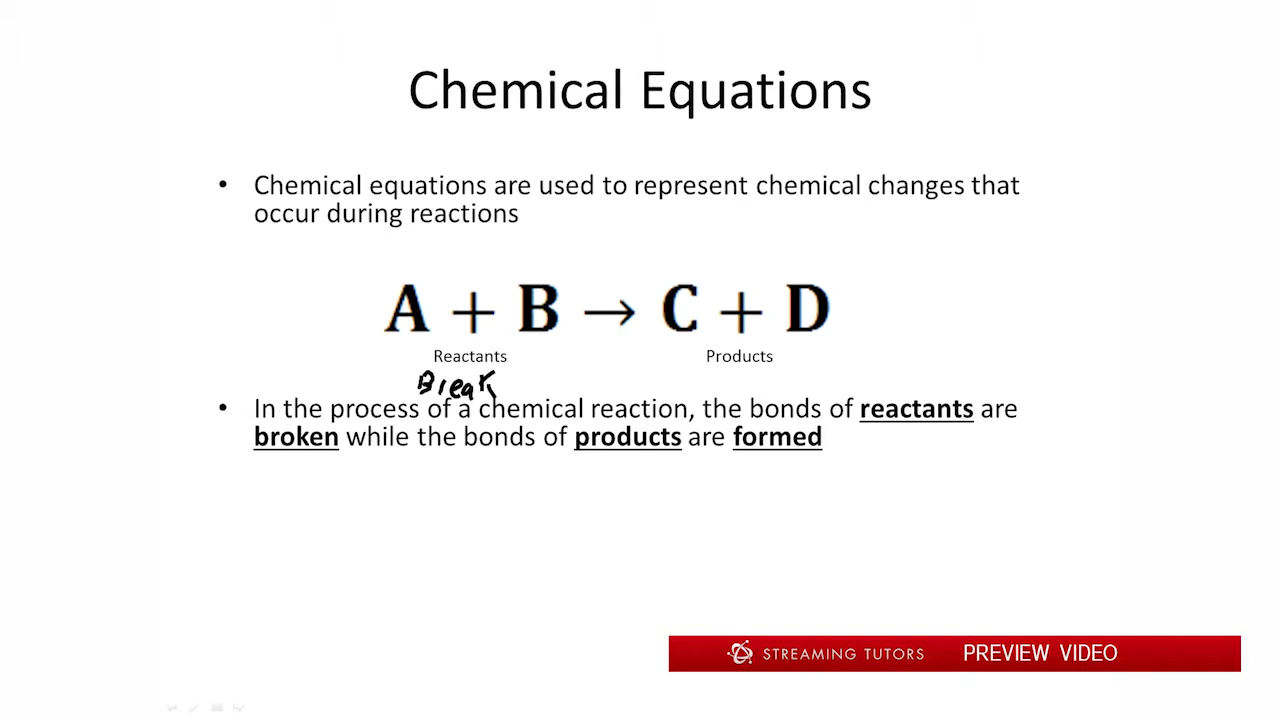 Chemical Equations
• Chemical equations are used to represent chemical changes that
occur during reactions
A + B → C + D
Reactants Products
Break
• In the process of a chemical reaction, the bonds of reactants are
broken while the bonds of products are formed
STREAMING TUTORS PREVIEW VIDEO